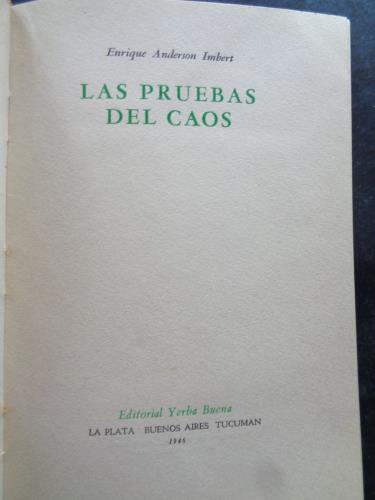 Enrique Anderson Imbert
LAS PRUEBAS
DEL CAOS
Editorial Yerba Buena
LA PLATA BUENOS AIRES TUCUMAN
1946